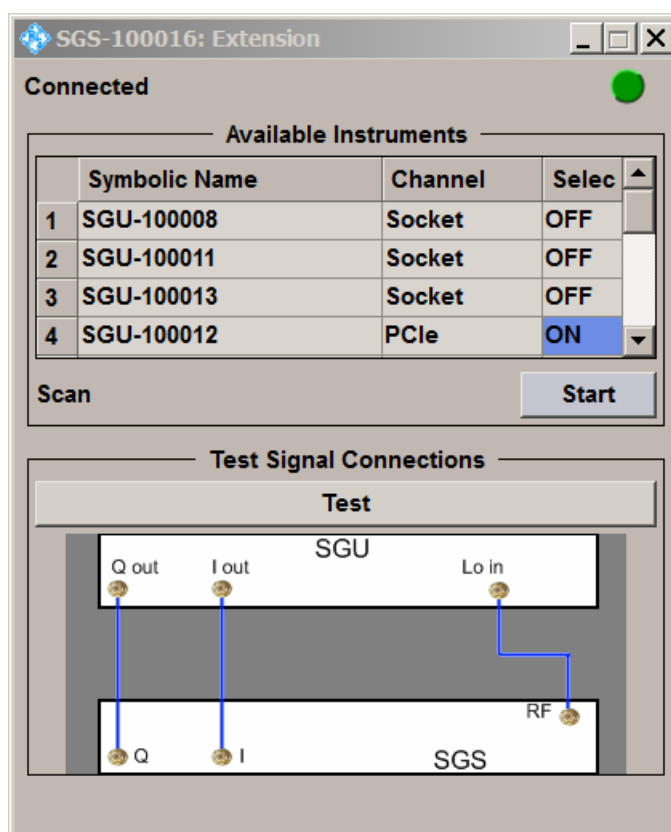 SGS-100016: Extension
Connected
Available Instruments
Symbolic Name Channel Selec
1 SGU-100008 Socket OFF
2 SGU-100011 Socket OFF
3 SGU-100013 Socket OFF
4 SGU-100012 PCIe ON
Scan Start
Test Signal Connections
Test
SGU
Q out I out Lo in
RF
Q I SGS